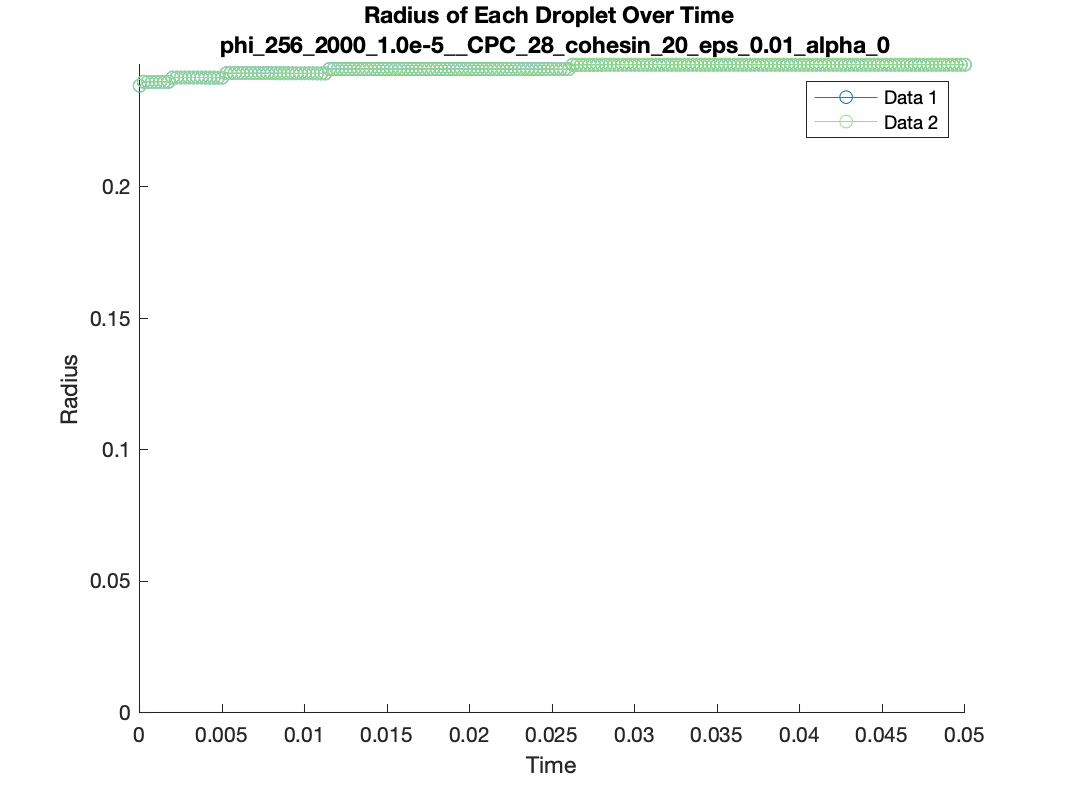 Radius of Each Droplet Over Time
phi_256_2000_1.0e-5__CPC_28_cohesin_20_eps_0.01_alpha_0
Data 1
Data 2
0.2
0.15
0.1
0.05
0
Radius
0 0.005 0.01 0.015 0.02 0.025 0.03 0.035 0.04 0.045 0.05
Time